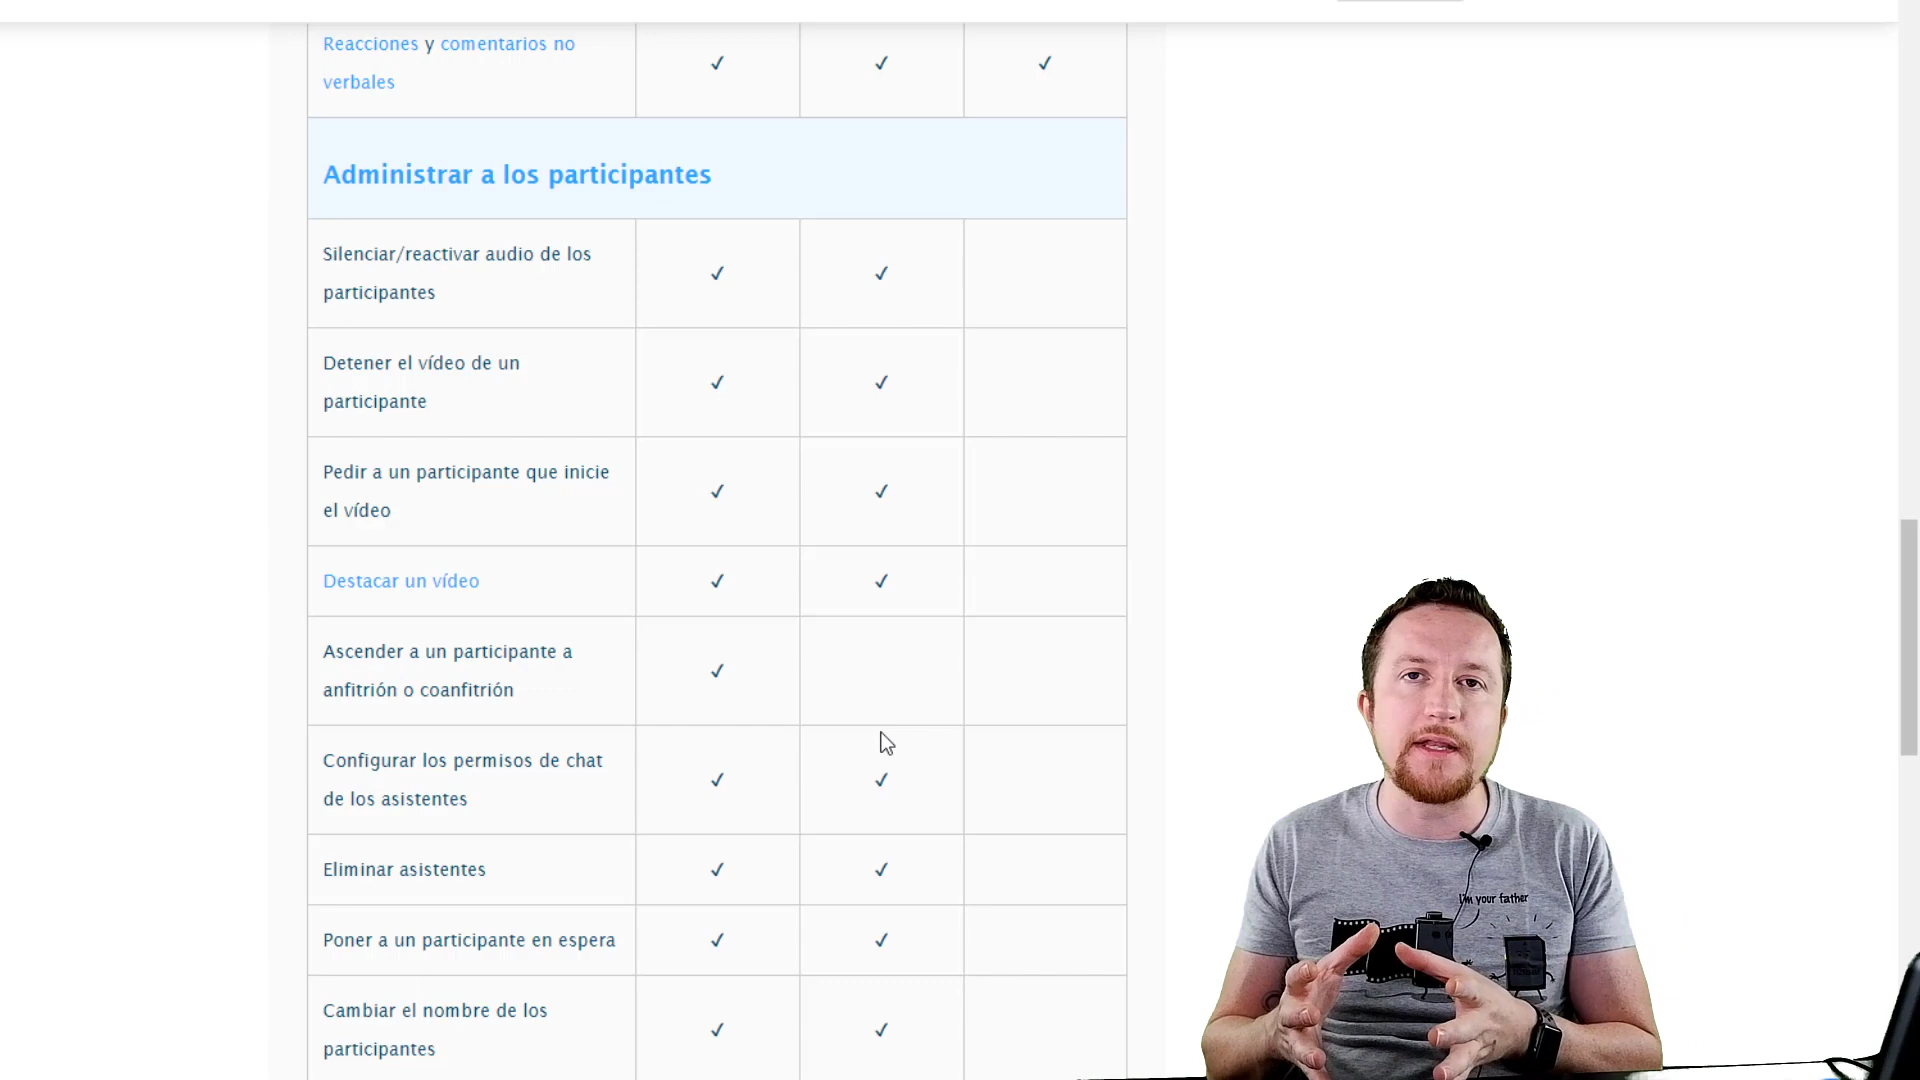 Reacciones y comentarios no
verbales
✓ ✓ ✓
Administrar a los participantes
Silenciar/reactivar audio de los
participantes
✓ ✓
Detener el vídeo de un
participante
✓ ✓
Pedir a un participante que inicie
el vídeo
✓ ✓
Destacar un vídeo ✓ ✓
Ascender a un participante a
anfitrión o coanfitrión
✓
Configurar los permisos de chat
de los asistentes
✓ ✓
Eliminar asistentes ✓ ✓
Poner a un participante en espera ✓ ✓
Cambiar el nombre de los
participantes
✓ ✓
I'm your father